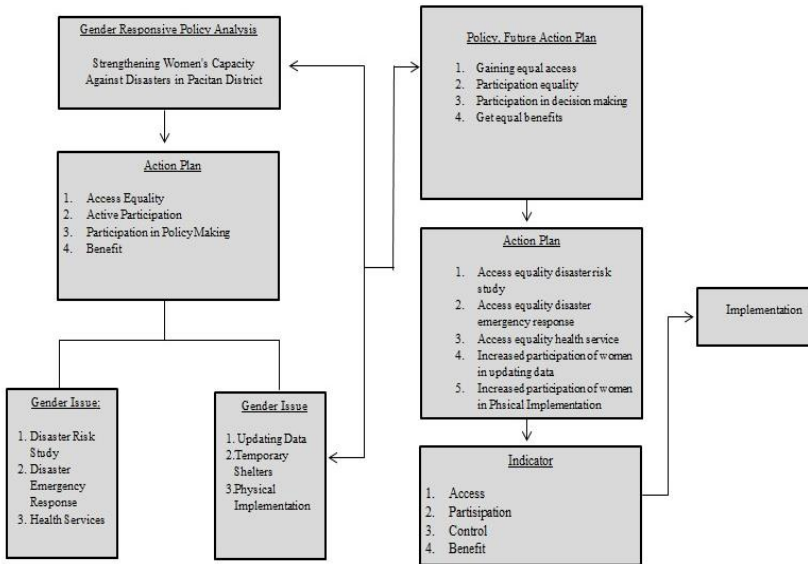 Gender Responsive Policy Analysis
Strengthening Women's Capacity
Against Disasters in Pacitan District
Action Plan
1. Access Equality
2. Active Participation
3. Participation in Policy Making
4. Benefit
Gender Issue:
1. Disaster Risk
Study
2. Disaster
Emergency
Response
3. Health Services
Gender Issue
1. Updating Data
2.Temporary
Shelters
3.Physical
Implementation
Policy, Future Action Plan
1. Gaining equal access
2. Participation equality
3. Participation in decision making
4. Get equal benefits
Action Plan
1. Access equality disaster risk
study
2. Access equality disaster
emergency response
3. Access equality health service
4. Increased participation of women
in updating data
5. Increased participation of women
in Phsical Implementation
Indicator
1. Access
2. Partisipation
3. Control
4. Benefit
Implementation